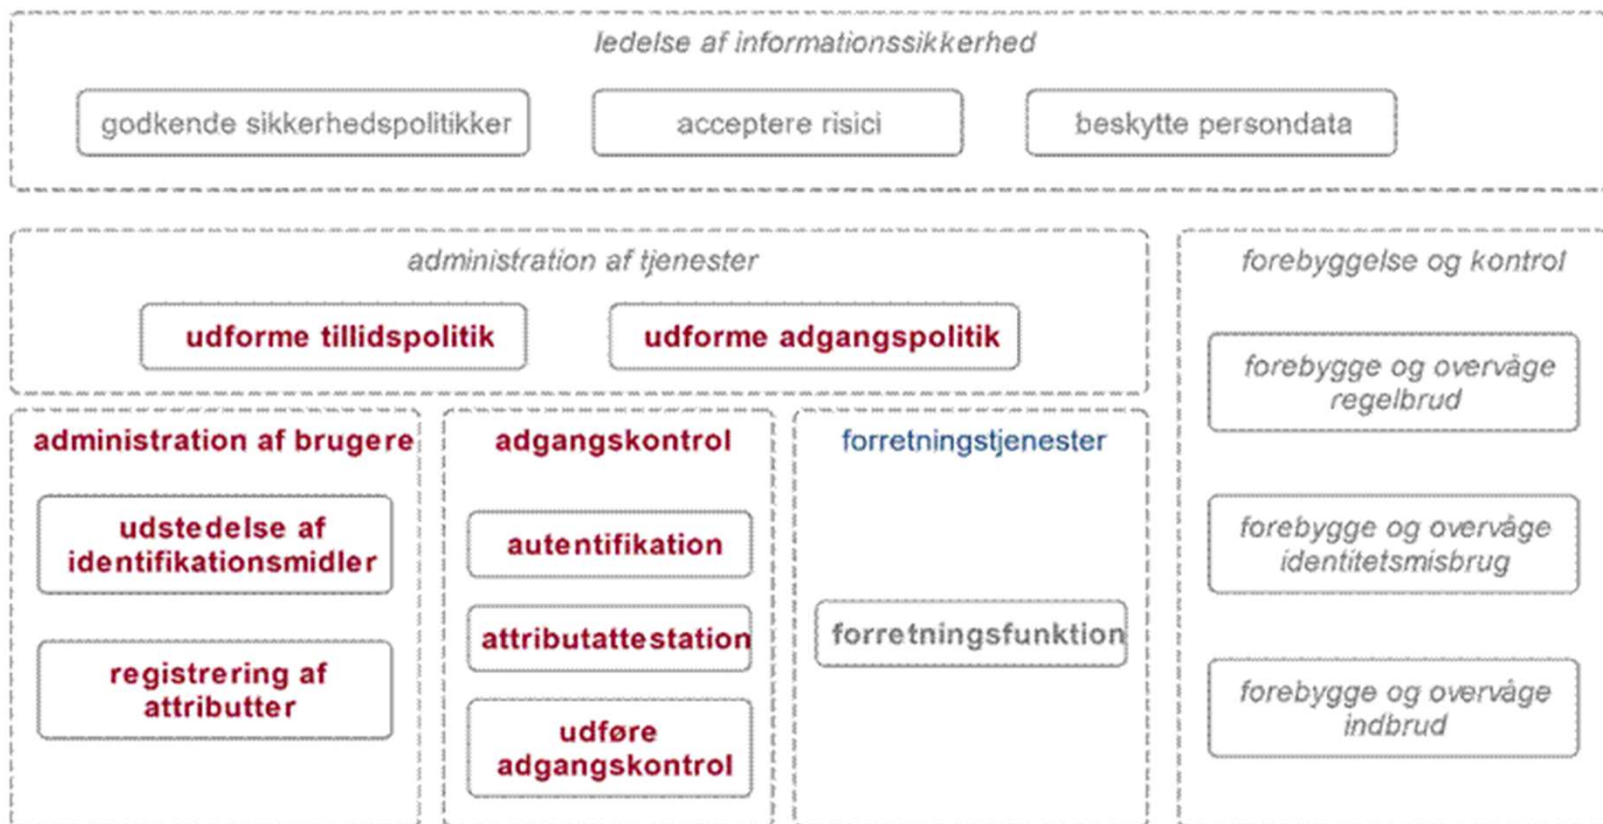 ledelse af informationssikkerhed
godkende sikkerhedspolitikker
acceptere risici
beskytte persondata
administration af tjenester
udforme tillidspolitik
udforme adgangspolitik
administration af brugere
udstedelse af
identifikationsmidler
registrering af
attributter
adgangskontrol
autentifikation
attributattestation
udføre
adgangskontrol
forretningstjenester
forretningsfunktion
forebyggelse og kontrol
forebygge og overvåge
regelbrud
forebygge og overvåge
identitetsmisbrug
forebygge og overvåge
indbrud